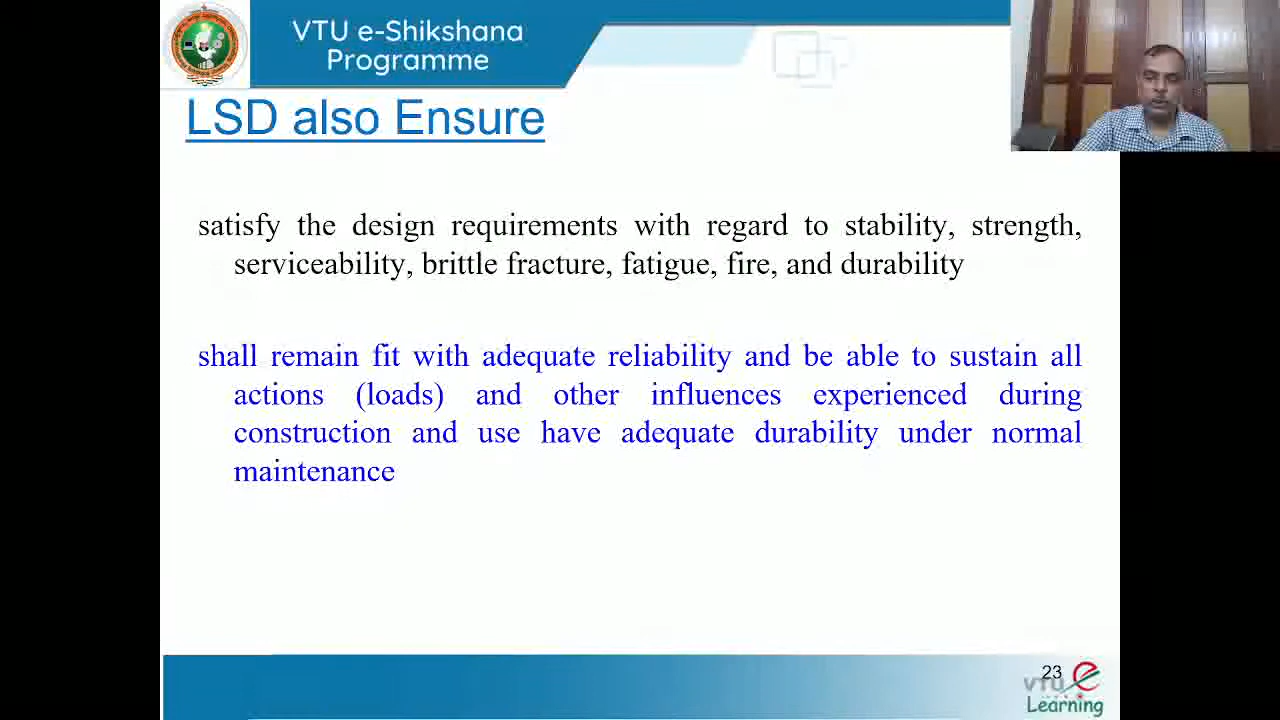 VTU e-Shikshana
Programme
LSD also Ensure
satisfy the design requirements with regard to stability, strength,
serviceability, brittle fracture, fatigue, fire, and durability
shall remain fit with adequate reliability and be able to sustain all
actions (loads) and other influences experienced during
construction and use have adequate durability under normal
maintenance
23
VTU e
Learning